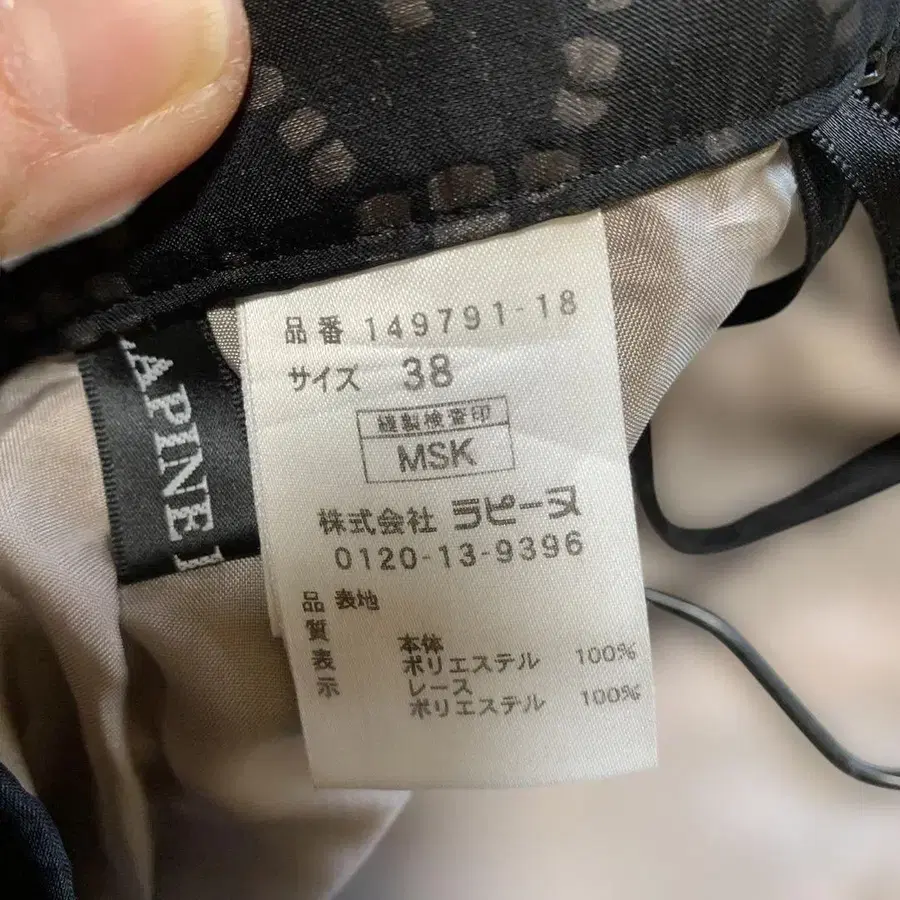 LAPINE
品番 149791-18
サイズ 38
縫製検査印
MSK
株式会社 ラピーヌ
0120-13-9396
品質表示
表地
本体
ポリエステル 100%
レース
ポリエステル 100%